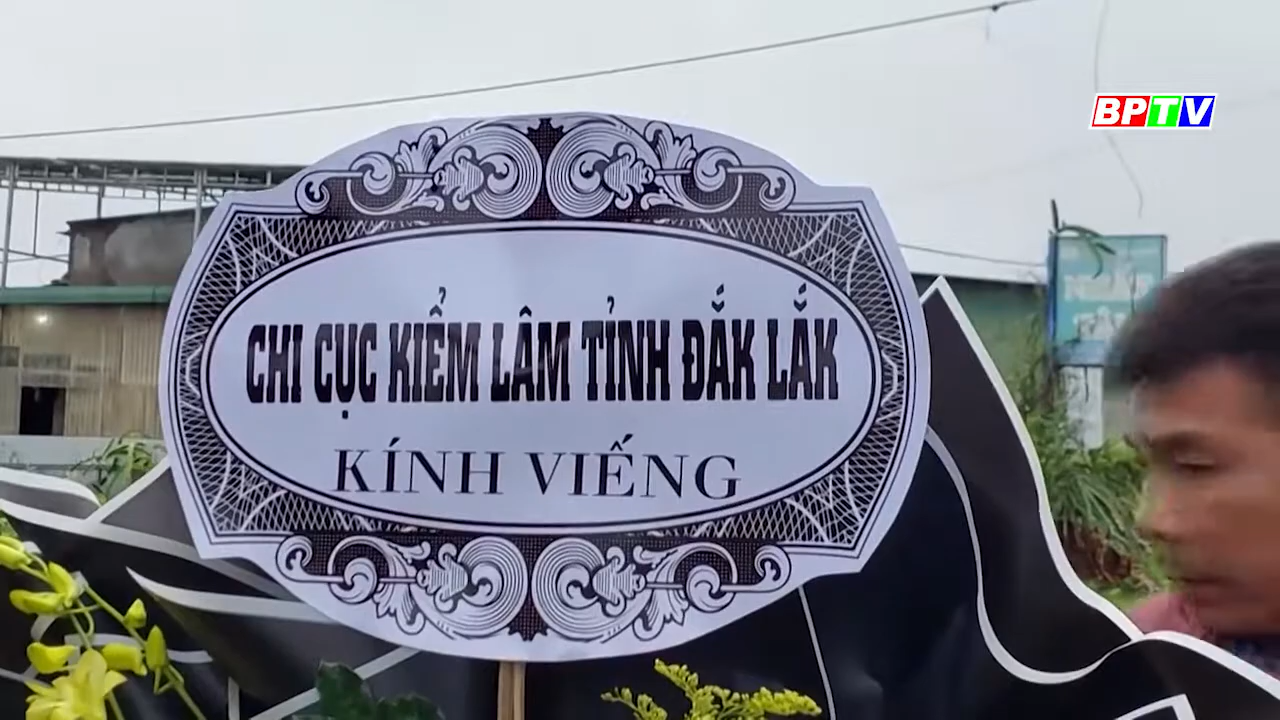 BPTV
CHI CỤC KIỂM LÂM TỈNH ĐẮK LẮK
KÍNH VIẾNG